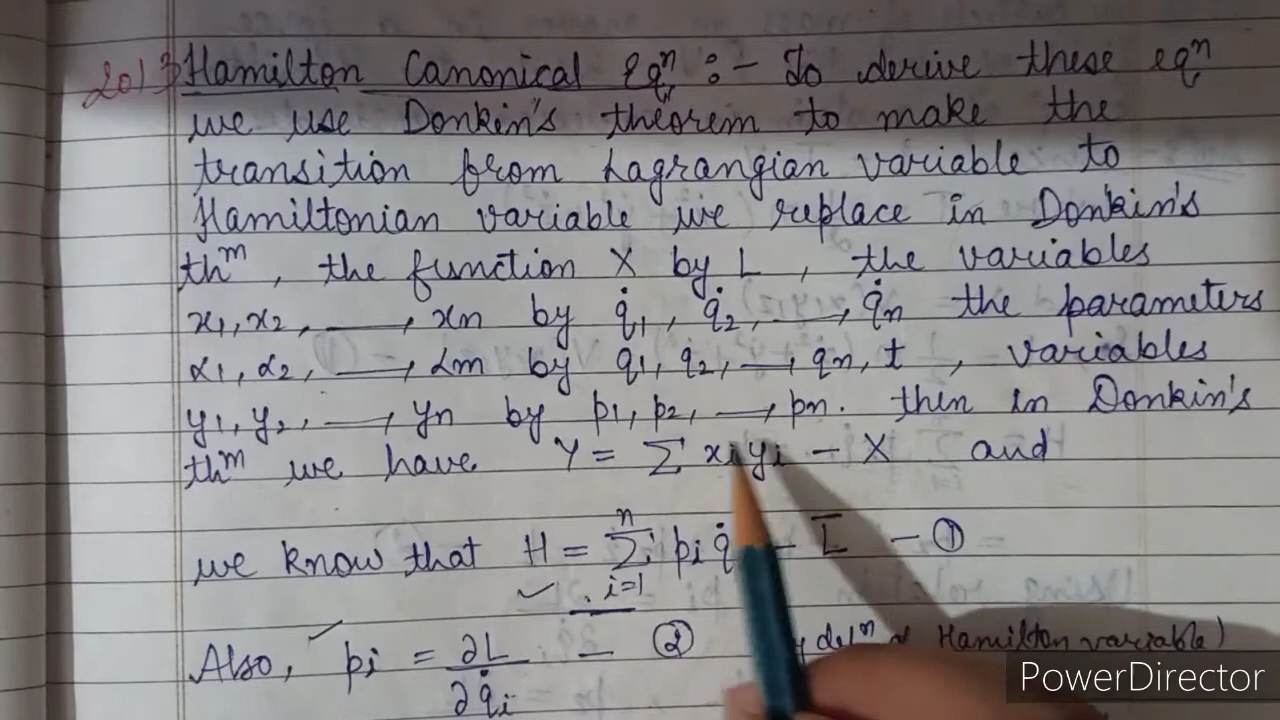 2013 Hamilton Canonical Eqⁿ :- To derive these eqⁿ
we use Donkin's theorem to make the
transition from Lagrangian variable to
Hamiltonian variable we replace in Donkin's
thᵐ, the function X by L, the variables
x₁, x₂, ⟶, xn by q̇₁, q̇₂, ⟶, q̇n the parameters
α₁, α₂, ⟶, αm by q₁, q₂, ⟶, qn, t, variables
y₁, y₂, ⟶, yn by p₁, p₂, ⟶, pn. then in Donkin's
thᵐ we have Y = Σ xᵢyᵢ - X and
we know that H = Σⁿᵢ₌₁ pᵢ q̇ - L - ①
Also, pᵢ = ∂L/∂q̇ᵢ - ② Hamilton variable)
PowerDirector